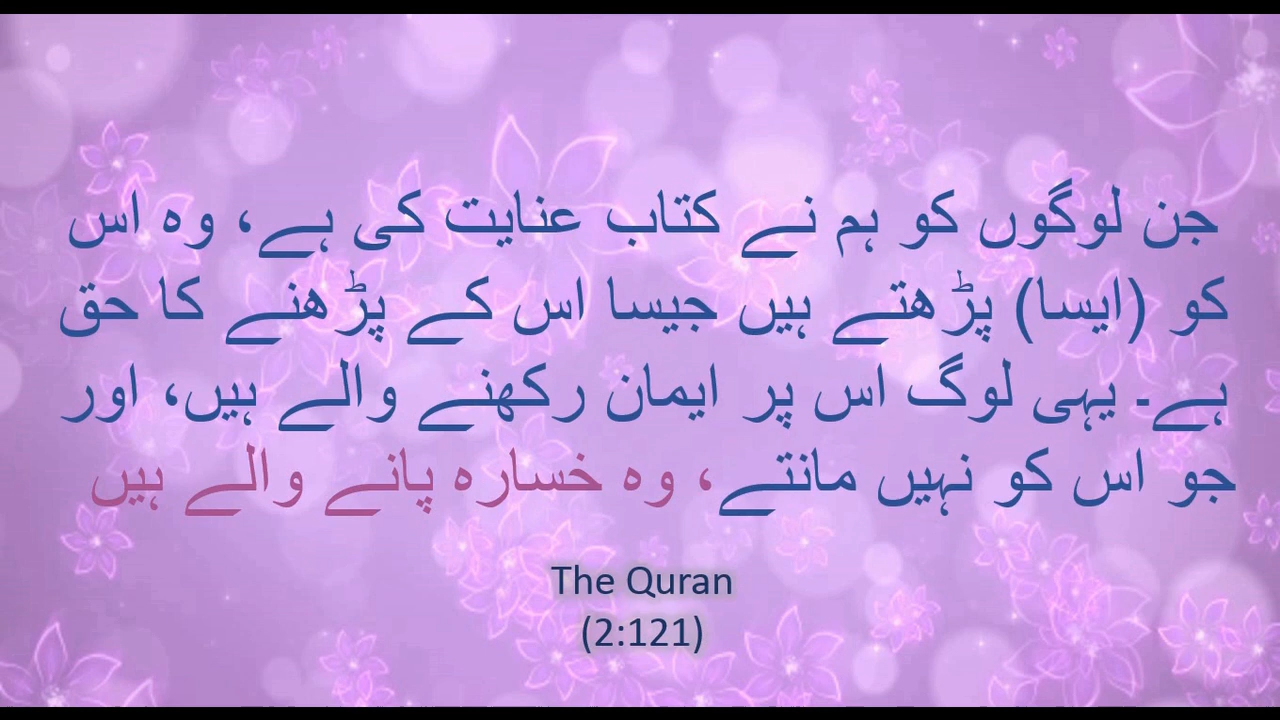 جن لوگوں کو ہم نے کتاب عنایت کی ہے، وہ اس
کو (ایسا) پڑھتے ہیں جیسا اس کے پڑھنے کا حق
ہے۔ یہی لوگ اس پر ایمان رکھنے والے ہیں، اور
جو اس کو نہیں مانتے، وہ خسارہ پانے والے ہیں
The Quran
(2:121)